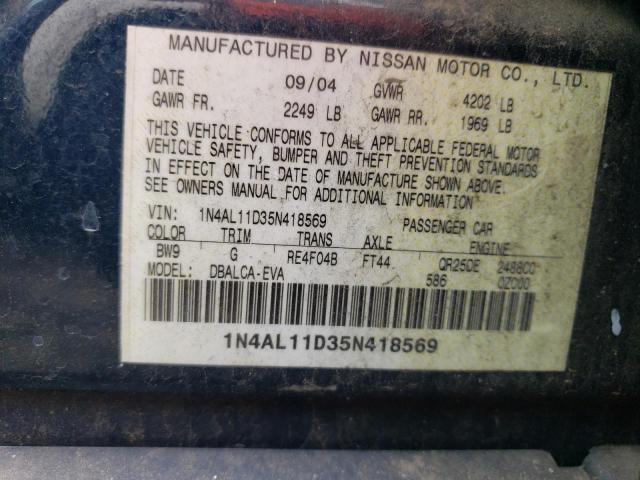 MANUFACTURED BY NISSAN MOTOR CO., LTD.
DATE 09/04 GVWR 4202 LB
GAWR FR. 2249 LB GAWR RR. 1969 LB
THIS VEHICLE CONFORMS TO ALL APPLICABLE FEDERAL MOTOR
VEHICLE SAFETY, BUMPER AND THEFT PREVENTION STANDARDS
IN EFFECT ON THE DATE OF MANUFACTURE SHOWN ABOVE.
SEE OWNERS MANUAL FOR ADDITIONAL INFORMATION
VIN: 1N4AL11D35N418569 PASSENGER CAR
COLOR TRIM TRANS AXLE ENGINE
BW9 G RE4F04B FT44 QR25DE 2488CC
MODEL: DBALCA-EVA 586 0ZC00
1N4AL11D35N418569